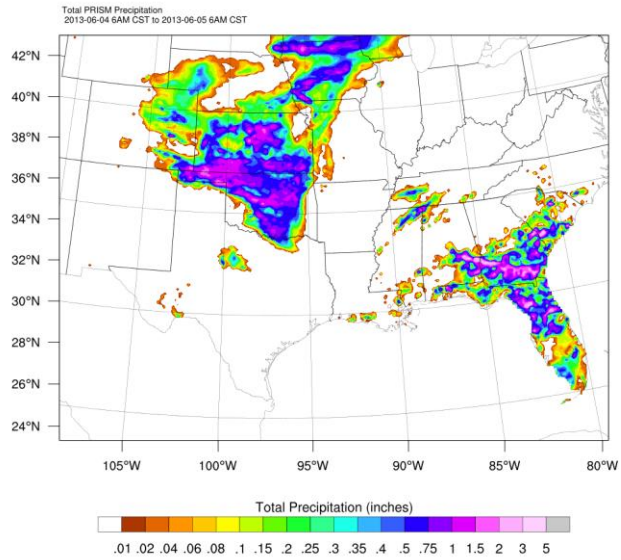 Total PRISM Precipitation
2013-06-04 6AM CST to 2013-06-05 6AM CST
42°N
40°N
38°N
36°N
34°N
32°N
30°N
28°N
26°N
24°N
105°W 100°W 95°W 90°W 85°W 80°W
Total Precipitation (inches)
.01 .02 .04 .06 .08 .1 .15 .2 .25 .3 .35 .4 .5 .75 1 1.5 2 3 5